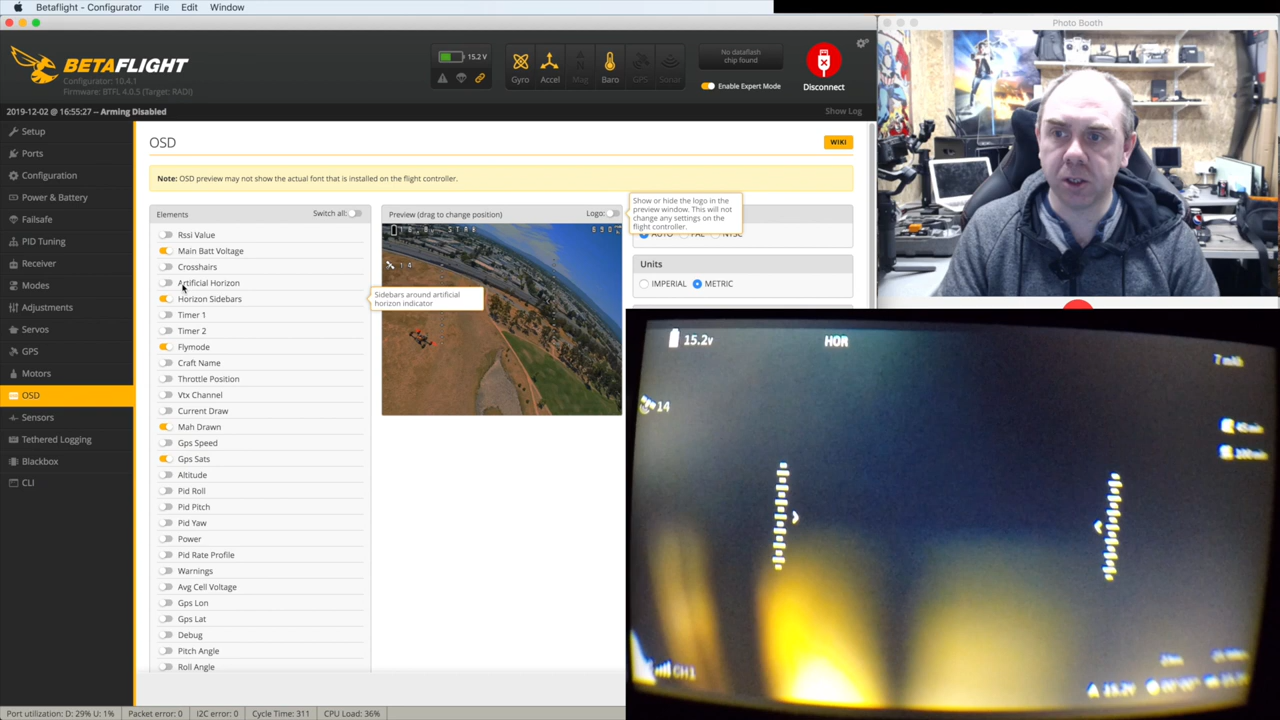 Betaflight - Configurator File Edit Window
Photo Booth
BETAFLIGHT
Configurator: 10.4.1
Firmware: BTFL 4.0.5 (Target: RADI)
15.2 V
Gyro Accel Mag Baro GPS Sonar
No dataflash chip found
Enable Expert Mode
Disconnect
2019-12-02 @ 16:55:27 -- Arming Disabled
Show Log
Setup
Ports
Configuration
Power & Battery
Failsafe
PID Tuning
Receiver
Modes
Adjustments
Servos
GPS
Motors
OSD
Sensors
Tethered Logging
Blackbox
CLI
OSD
WIKI
Note: OSD preview may not show the actual font that is installed on the flight controller.
Elements Switch all:
Rssi Value
Main Batt Voltage
Crosshairs
Artificial Horizon
Horizon Sidebars
Timer 1
Timer 2
Flymode
Craft Name
Throttle Position
Vtx Channel
Current Draw
Mah Drawn
Gps Speed
Gps Sats
Altitude
Pid Roll
Pid Pitch
Pid Yaw
Power
Pid Rate Profile
Warnings
Avg Cell Voltage
Gps Lon
Gps Lat
Debug
Pitch Angle
Roll Angle
Preview (drag to change position) Logo:
14
Sidebars around artificial
horizon indicator
Show or hide the logo in the
preview window. This will not
change any settings on the
flight controller.
AUTO PAL NTSC
Units
IMPERIAL METRIC
15.2v
HOR
14
CH1
15.2v
Port utilization: D: 29% U: 1% Packet error: 0 I2C error: 0 Cycle Time: 311 CPU Load: 36%